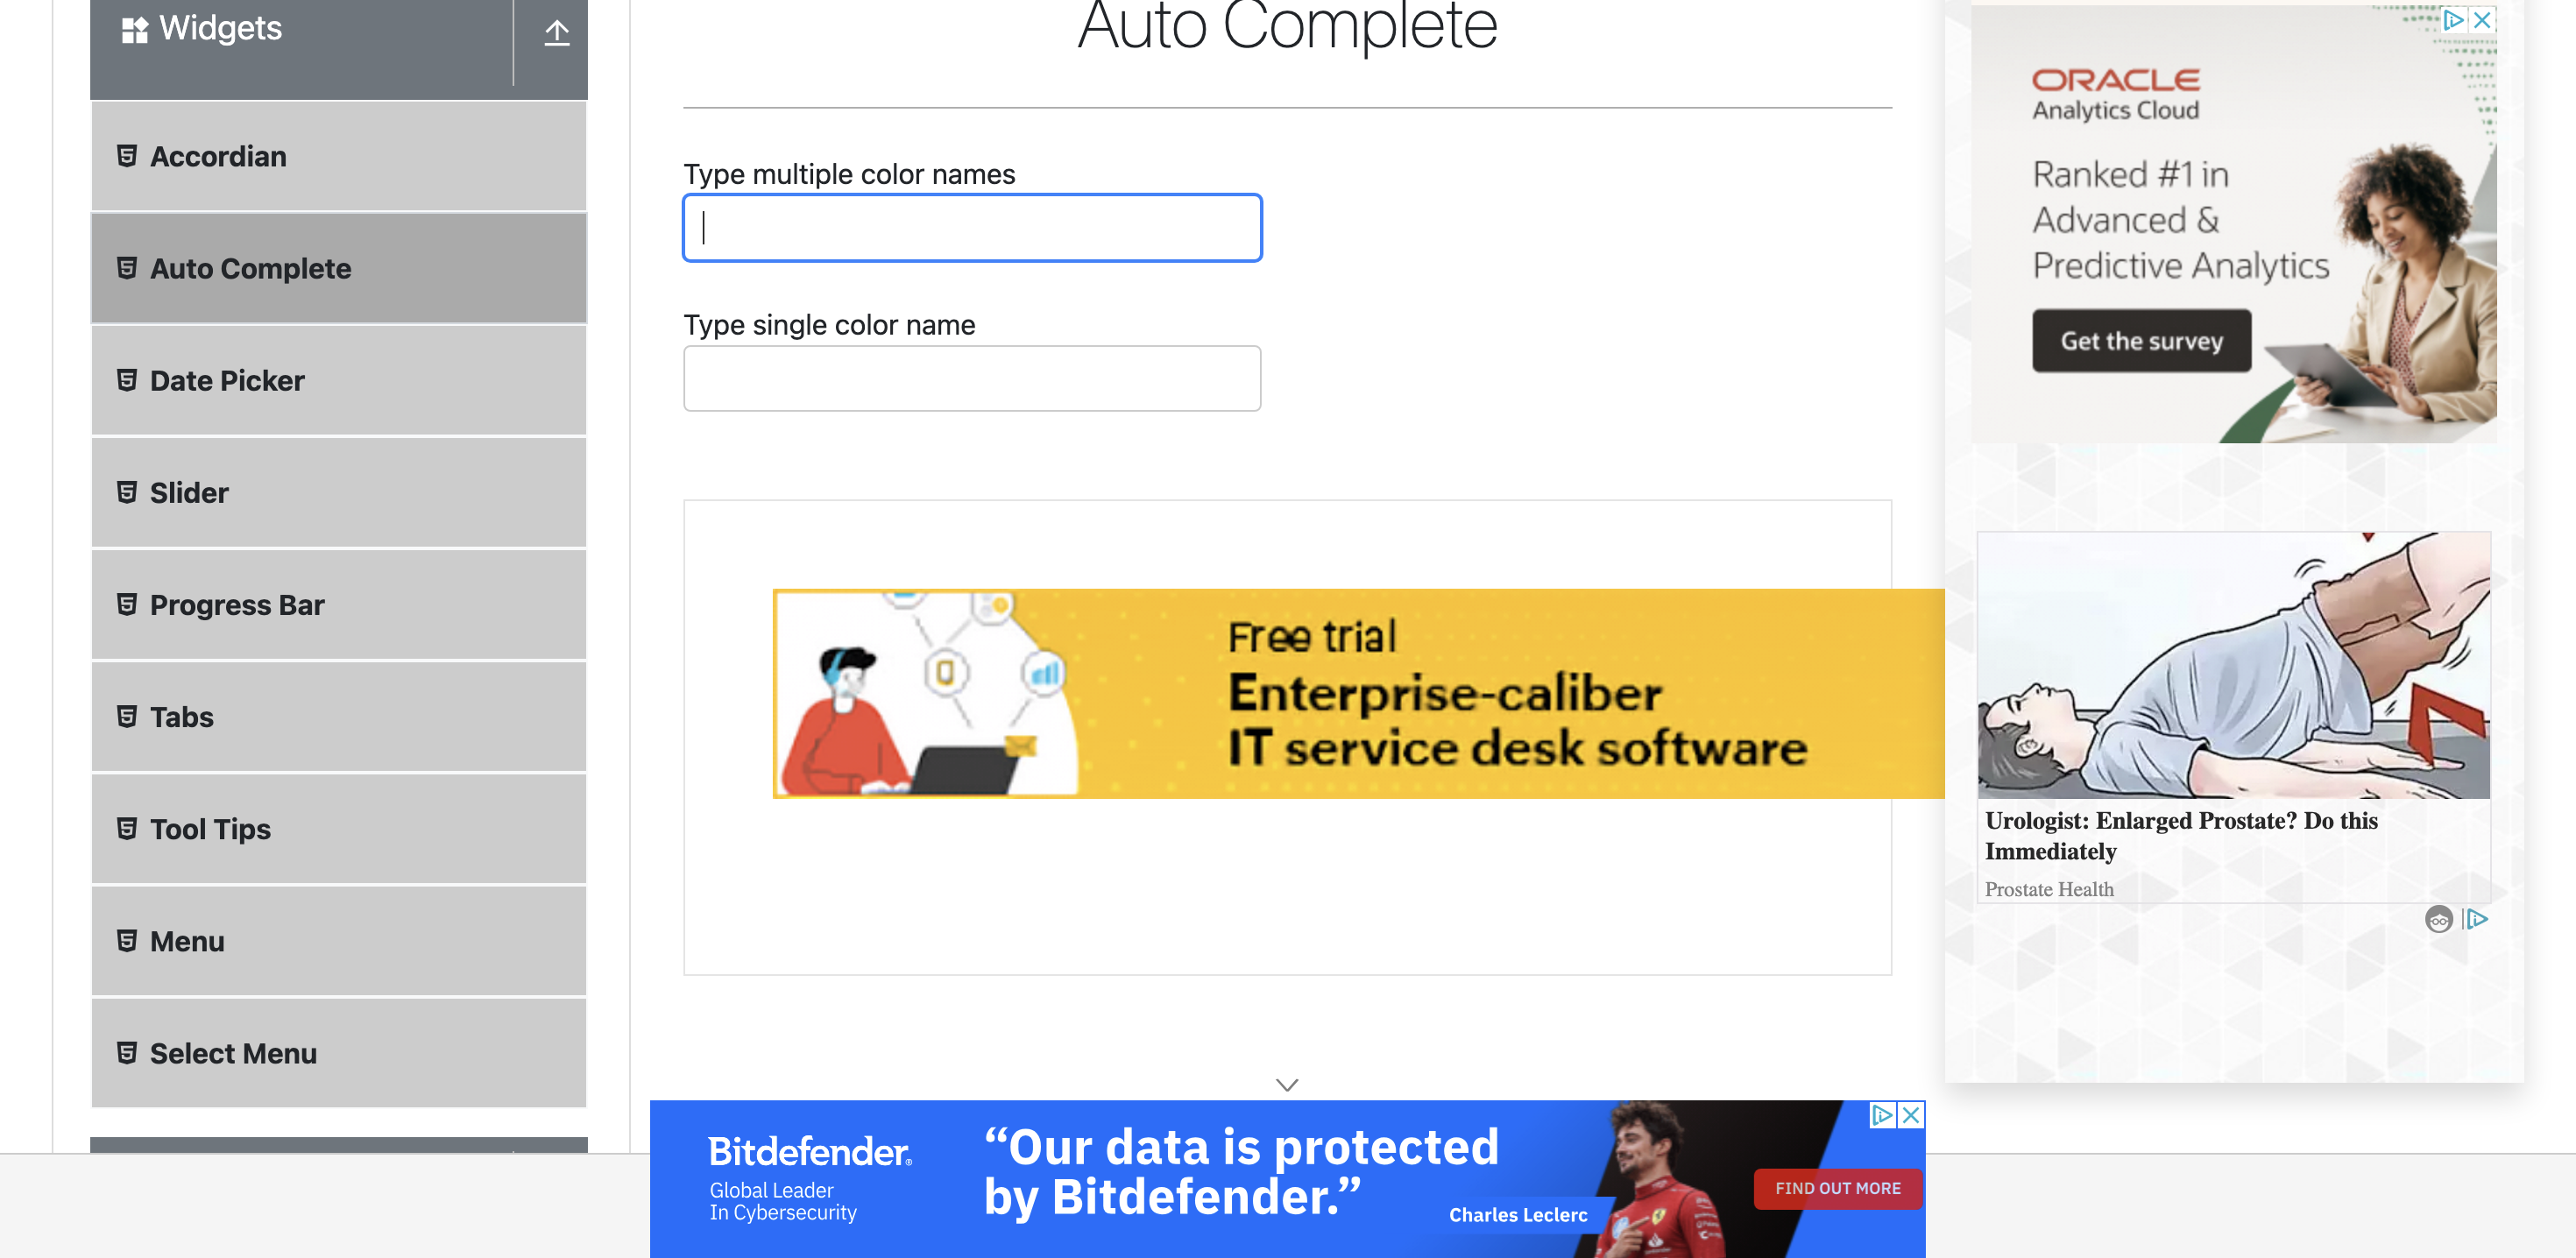 Widgets
Accordian
Auto Complete
Date Picker
Slider
Progress Bar
Tabs
Tool Tips
Menu
Select Menu
Auto Complete
Type multiple color names
Type single color name
Free trial
Enterprise-caliber
IT service desk software
ORACLE
Analytics Cloud
Ranked #1 in
Advanced &
Predictive Analytics
Get the survey
Urologist: Enlarged Prostate? Do this
Immediately
Prostate Health
Bitdefender®
Global Leader
In Cybersecurity
“Our data is protected
by Bitdefender.”
Charles Leclerc
FIND OUT MORE